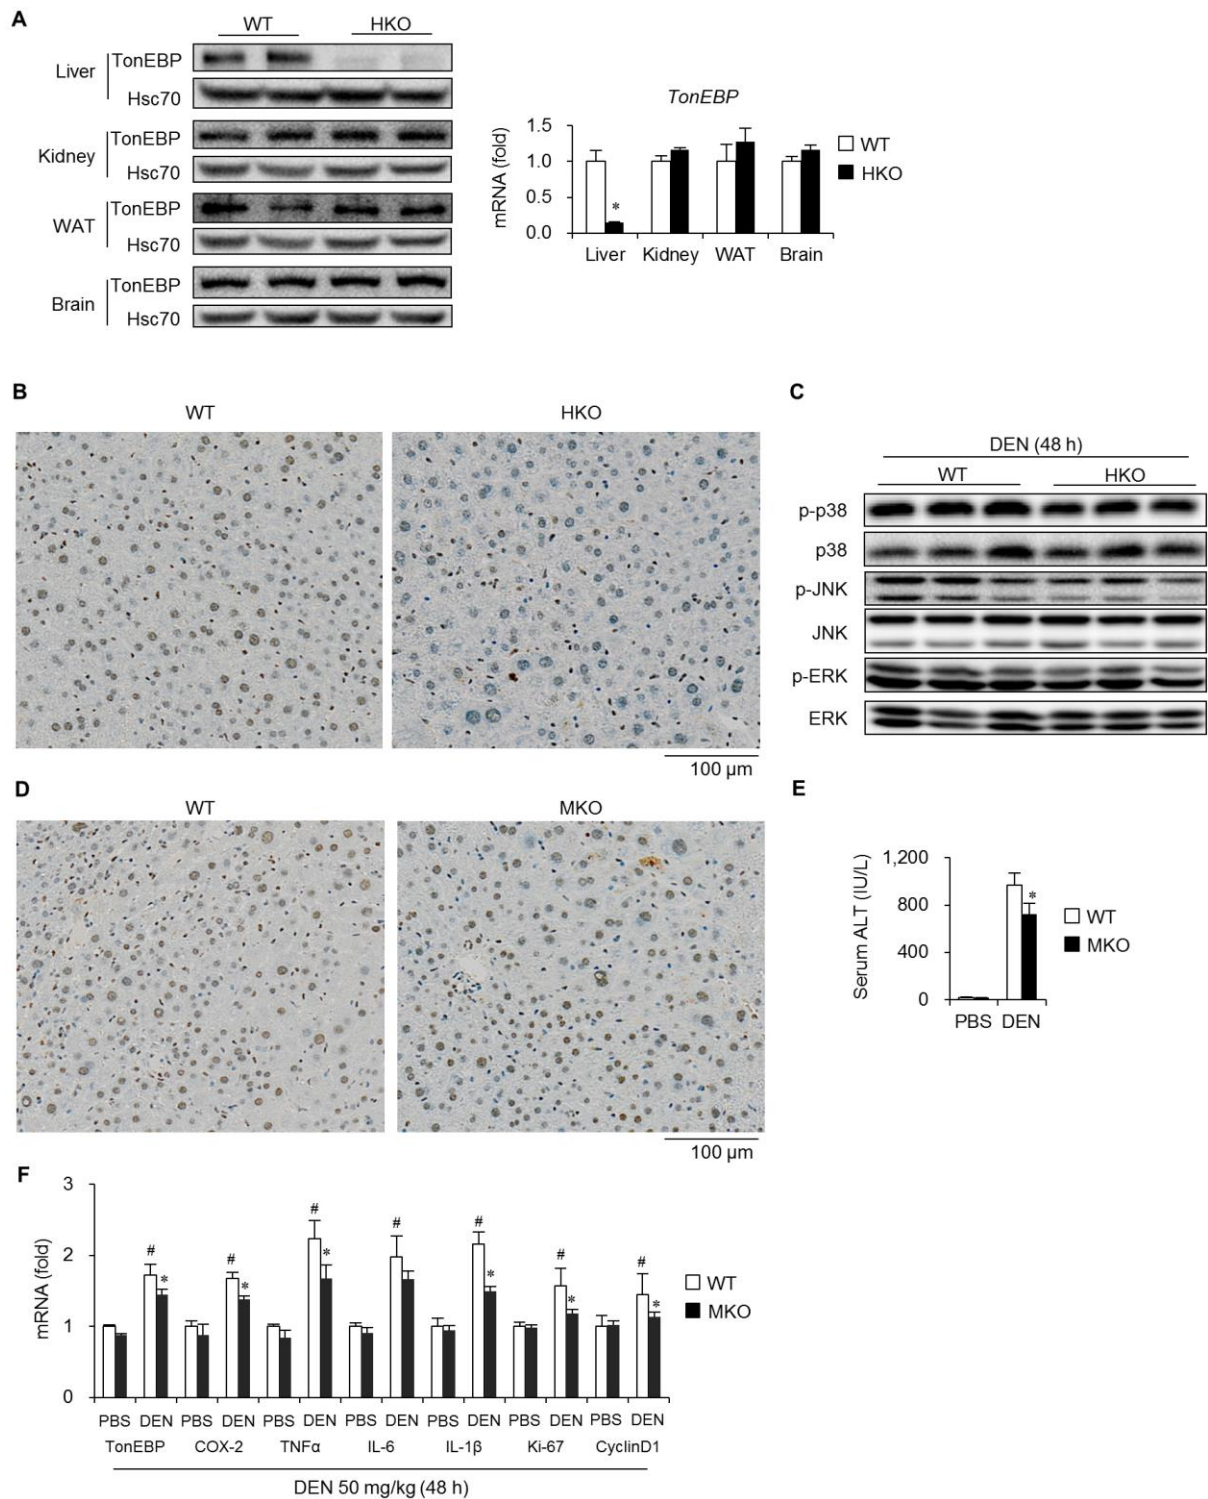 A
WT HKO
Liver TonEBP
Hsc70
Kidney TonEBP
Hsc70
WAT TonEBP
Hsc70
Brain TonEBP
Hsc70
TonEBP
mRNA (fold)
1.5
1.0
0.5
0.0
*
Liver Kidney WAT Brain
WT
HKO
B
WT HKO
100 µm
C
DEN (48 h)
WT HKO
p-p38
p38
p-JNK
JNK
p-ERK
ERK
D
WT MKO
100 µm
E
Serum ALT (IU/L)
1,200
800
400
0
*
PBS DEN
WT
MKO
F
mRNA (fold)
3
2
1
0
# * # * # * # # * # * # *
PBS DEN PBS DEN PBS DEN PBS DEN PBS DEN PBS DEN PBS DEN
TonEBP COX-2 TNFα IL-6 IL-1β Ki-67 CyclinD1
DEN 50 mg/kg (48 h)
WT
MKO